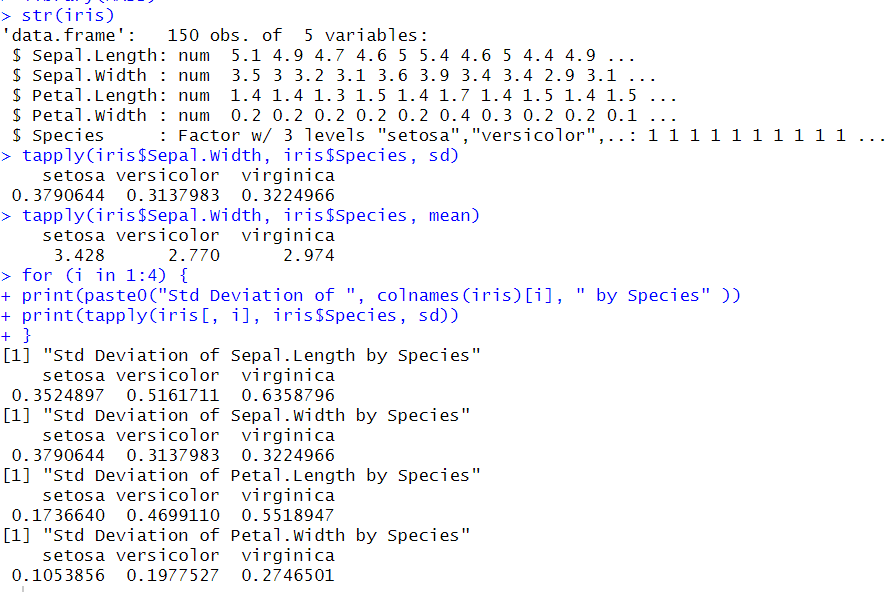 > str(iris)
'data.frame':   150 obs. of  5 variables:
 $ Sepal.Length: num  5.1 4.9 4.7 4.6 5 5.4 4.6 5 4.4 4.9 ...
 $ Sepal.Width : num  3.5 3 3.2 3.1 3.6 3.9 3.4 3.4 2.9 3.1 ...
 $ Petal.Length: num  1.4 1.4 1.3 1.5 1.4 1.7 1.4 1.5 1.4 1.5 ...
 $ Petal.Width : num  0.2 0.2 0.2 0.2 0.2 0.4 0.3 0.2 0.2 0.1 ...
 $ Species     : Factor w/ 3 levels "setosa","versicolor",..: 1 1 1 1 1 1 1 1 1 1 ...
> tapply(iris$Sepal.Width, iris$Species, sd)
    setosa versicolor  virginica
 0.3790644  0.3137983  0.3224966
> tapply(iris$Sepal.Width, iris$Species, mean)
    setosa versicolor  virginica
     3.428      2.770      2.974
> for (i in 1:4) {
+ print(paste0("Std Deviation of ", colnames(iris)[i], " by Species" ))
+ print(tapply(iris[, i], iris$Species, sd))
+ }
[1] "Std Deviation of Sepal.Length by Species"
    setosa versicolor  virginica
 0.3524897  0.5161711  0.6358796
[1] "Std Deviation of Sepal.Width by Species"
    setosa versicolor  virginica
 0.3790644  0.3137983  0.3224966
[1] "Std Deviation of Petal.Length by Species"
    setosa versicolor  virginica
 0.1736640  0.4699110  0.5518947
[1] "Std Deviation of Petal.Width by Species"
    setosa versicolor  virginica
 0.1053856  0.1977527  0.2746501